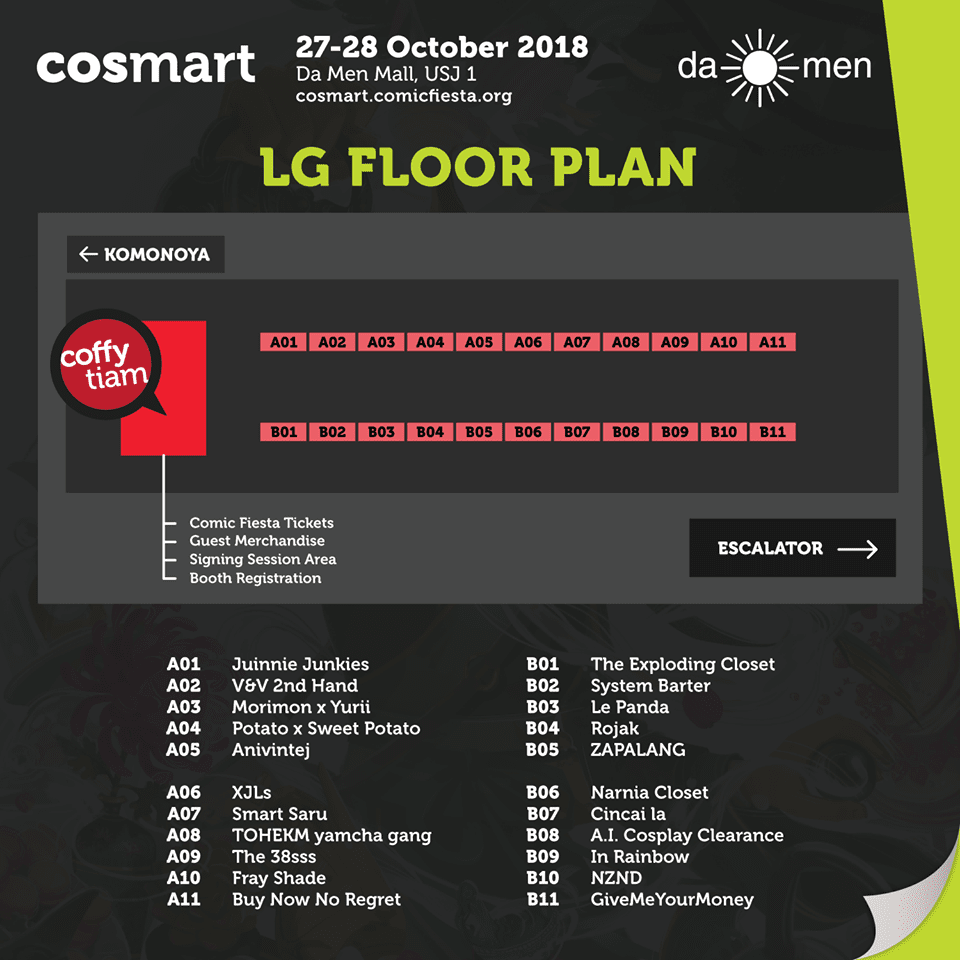 cosmart
27-28 October 2018
Da Men Mall, USJ 1
cosmart.comicfiesta.org
da men
LG FLOOR PLAN
← KOMONOYA
coffy
tiam
A01 A02 A03 A04 A05 A06 A07 A08 A09 A10 A11
B01 B02 B03 B04 B05 B06 B07 B08 B09 B10 B11
Comic Fiesta Tickets
Guest Merchandise
Signing Session Area
Booth Registration
ESCALATOR →
A01 Juinnie Junkies
A02 V&V 2nd Hand
A03 Morimon x Yurii
A04 Potato x Sweet Potato
A05 Anivintej
A06 XJLs
A07 Smart Saru
A08 TOHEKM yamcha gang
A09 The 38sss
A10 Fray Shade
A11 Buy Now No Regret
B01 The Exploding Closet
B02 System Barter
B03 Le Panda
B04 Rojak
B05 ZAPALANG
B06 Narnia Closet
B07 Cincai la
B08 A.I. Cosplay Clearance
B09 In Rainbow
B10 NZND
B11 GiveMeYourMoney